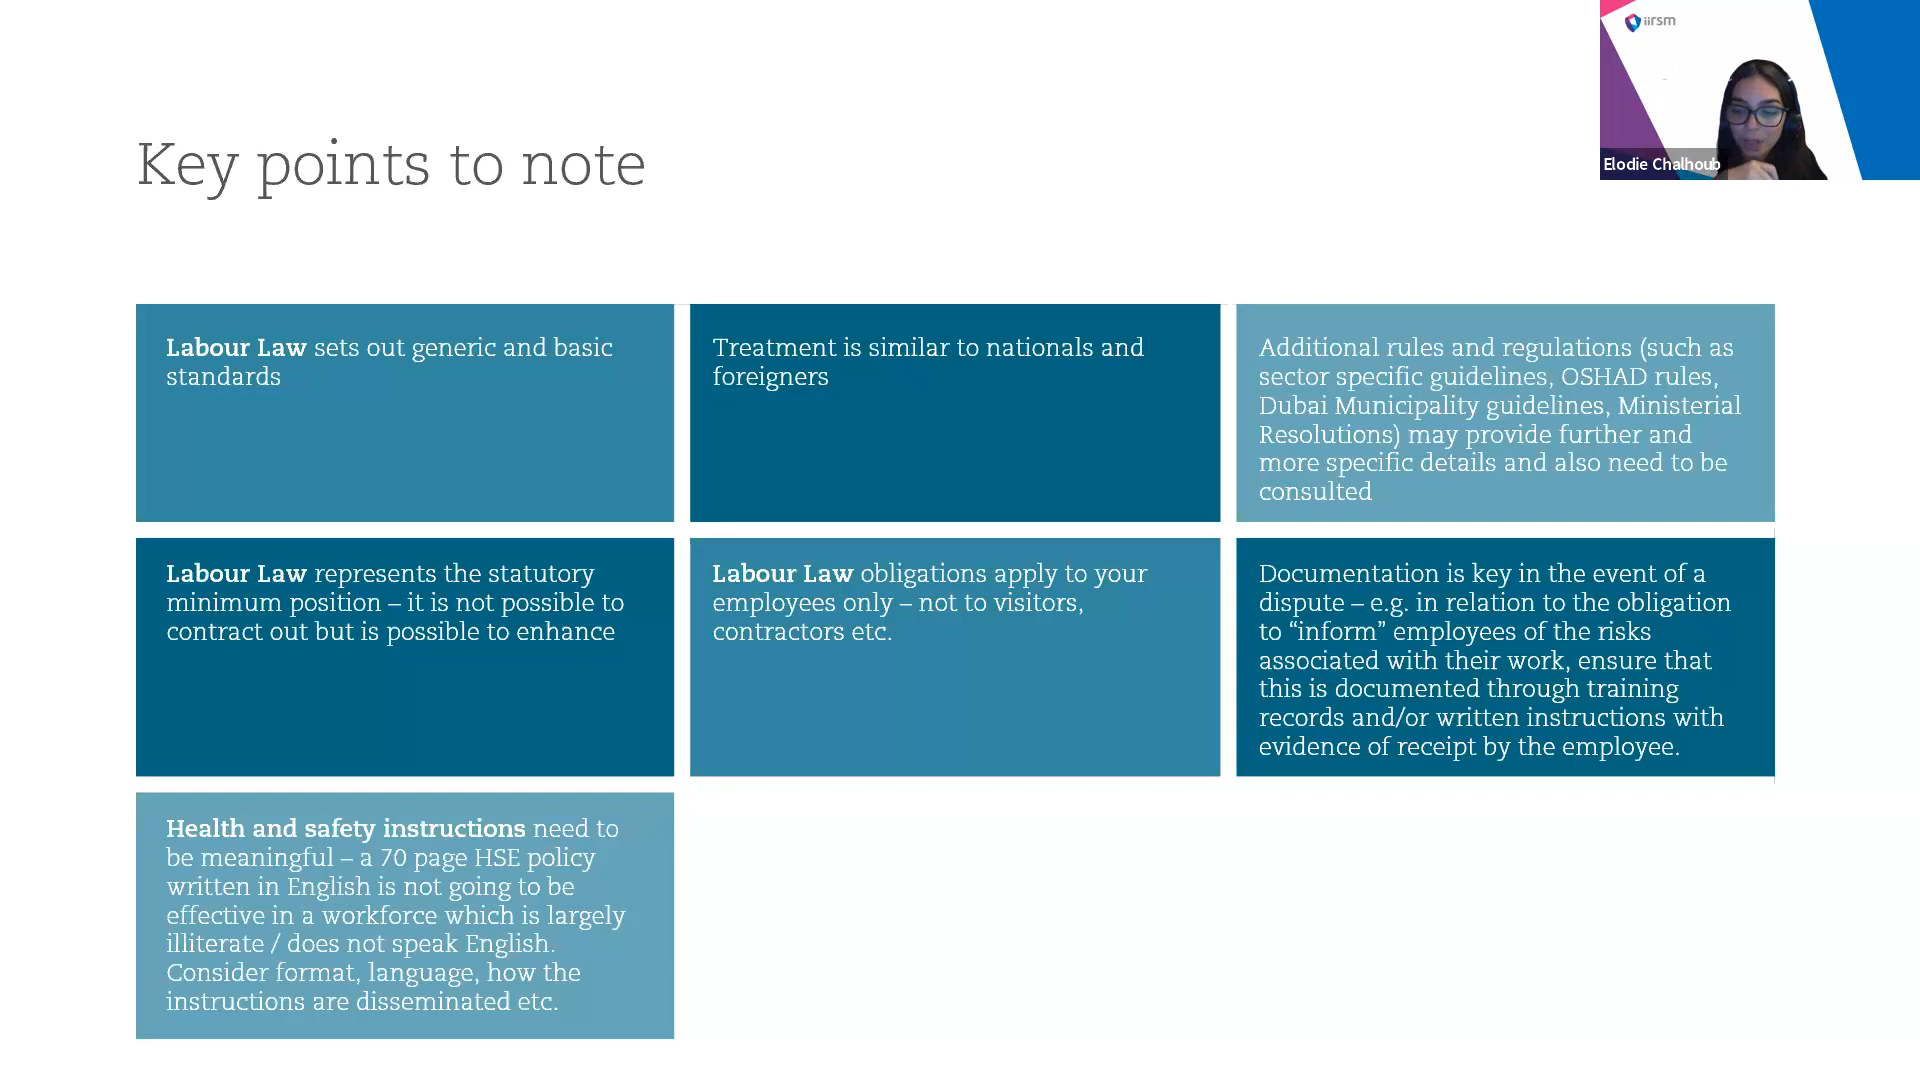 iirsm
Elodie Chalhoub
Key points to note
Labour Law sets out generic and basic
standards
Treatment is similar to nationals and
foreigners
Additional rules and regulations (such as
sector specific guidelines, OSHAD rules,
Dubai Municipality guidelines, Ministerial
Resolutions) may provide further and
more specific details and also need to be
consulted
Labour Law represents the statutory
minimum position – it is not possible to
contract out but is possible to enhance
Labour Law obligations apply to your
employees only – not to visitors,
contractors etc.
Documentation is key in the event of a
dispute – e.g. in relation to the obligation
to “inform” employees of the risks
associated with their work, ensure that
this is documented through training
records and/or written instructions with
evidence of receipt by the employee.
Health and safety instructions need to
be meaningful – a 70 page HSE policy
written in English is not going to be
effective in a workforce which is largely
illiterate / does not speak English.
Consider format, language, how the
instructions are disseminated etc.